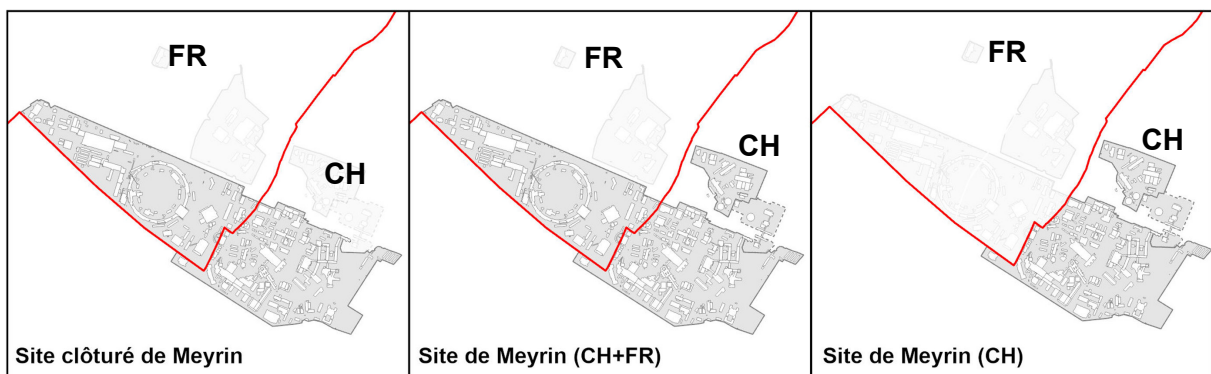 FR
CH
Site clôturé de Meyrin
FR
CH
Site de Meyrin (CH+FR)
FR
CH
Site de Meyrin (CH)